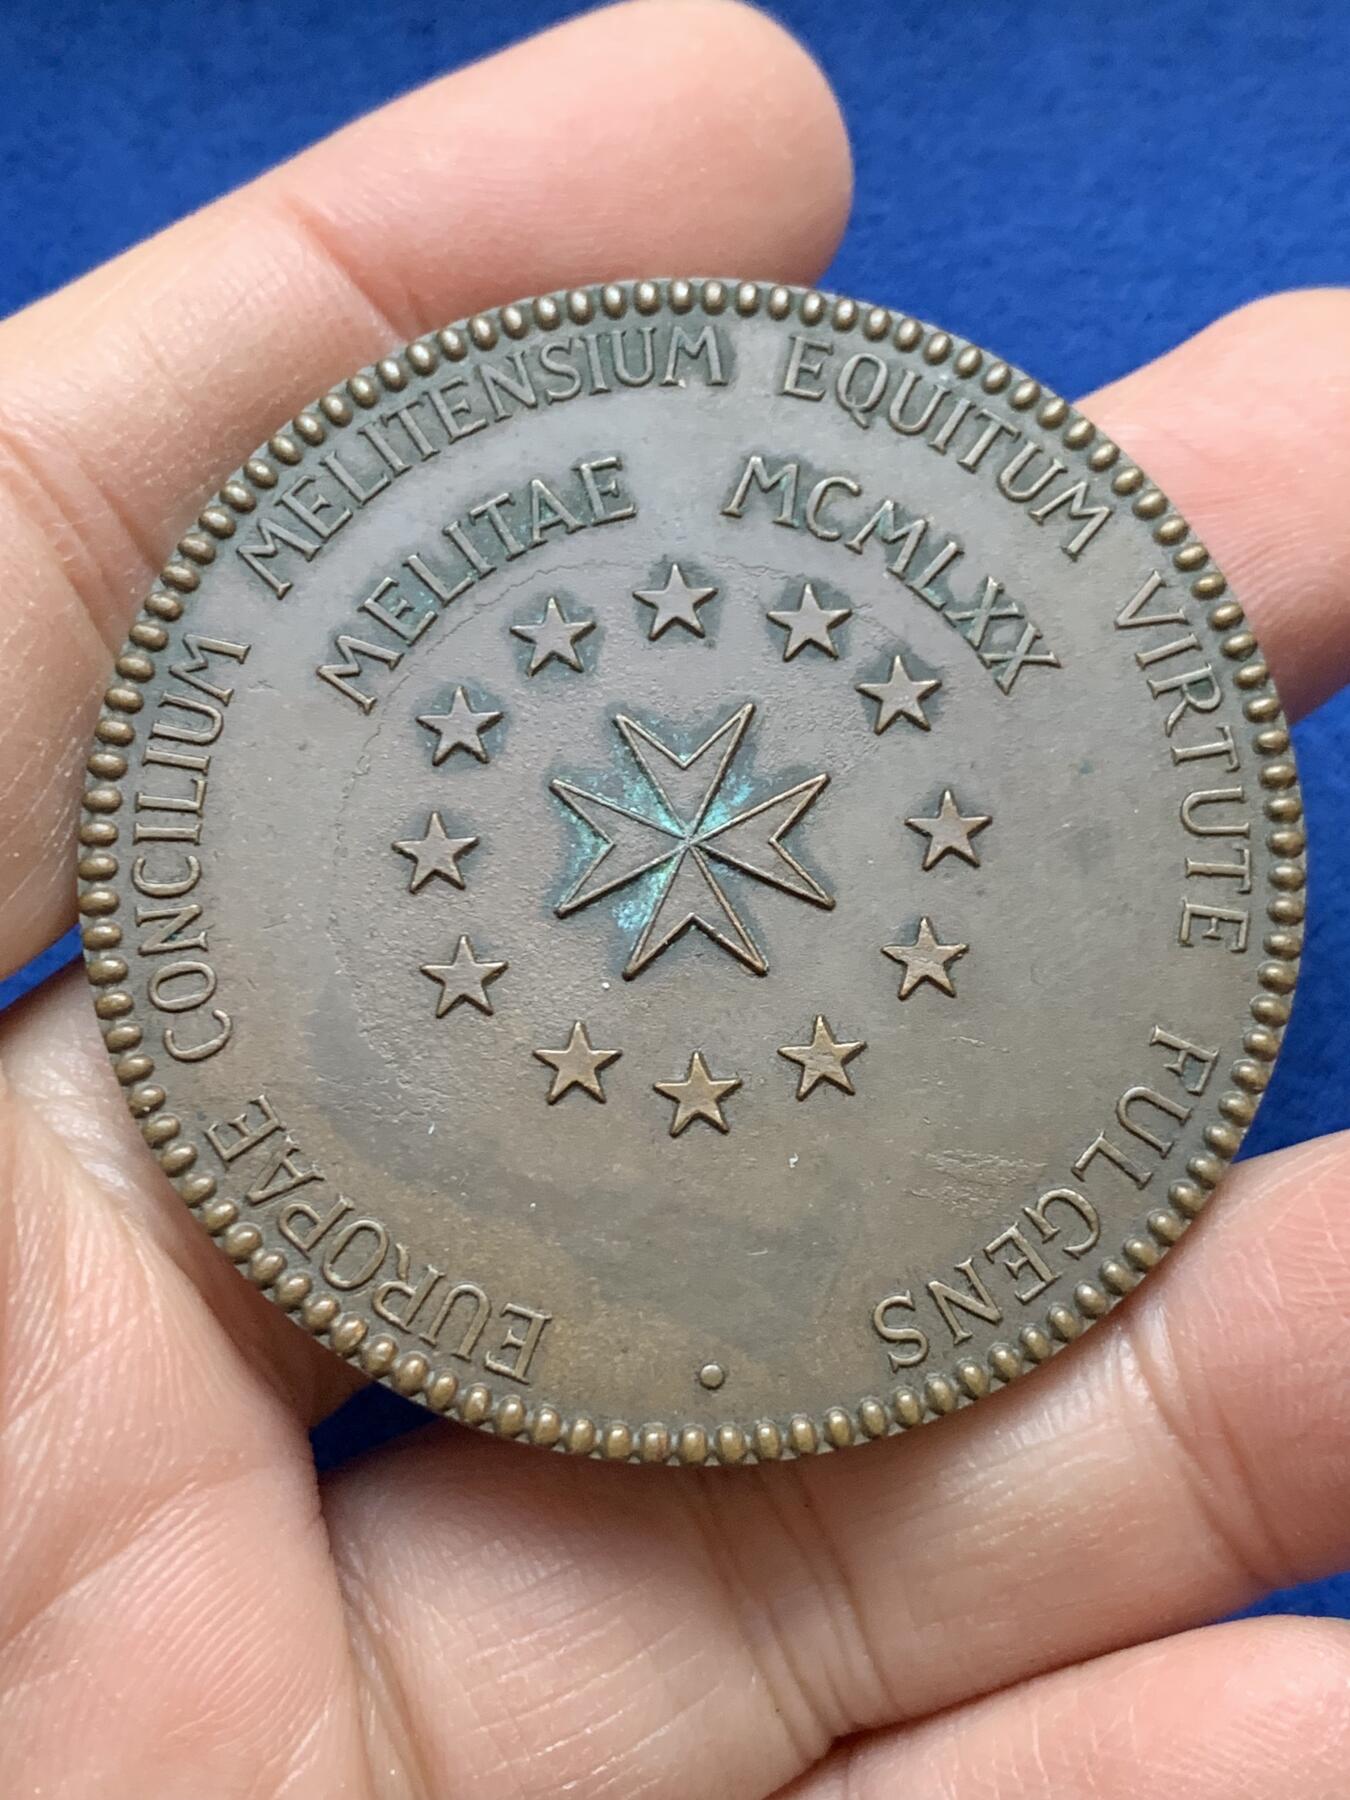 EUROPAE CONCILIUM MELITENSIUM EQUITUM VIRTUTE FULGENS
MELITAE MCMLXX